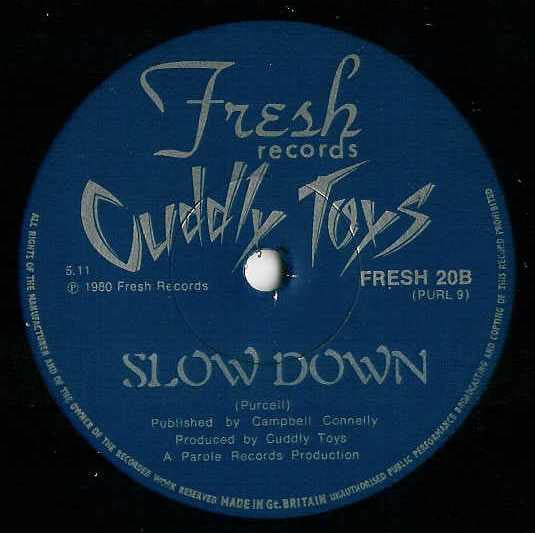 Fresh
records
Cuddly Toys
5.11
℗ 1980 Fresh Records
FRESH 20B
(PURL 9)
SLOW DOWN
(Purcell)
Published by Campbell Connelly
Produced by Cuddly Toys
A Parole Records Production
ALL RIGHTS OF THE MANUFACTURER AND OF THE OWNER OF THE RECORDED WORK RESERVED MADE IN Gt. BRITAIN UNAUTHORISED PUBLIC PERFORMANCE BROADCASTING AND COPYING OF THIS RECORD PROHIBITED